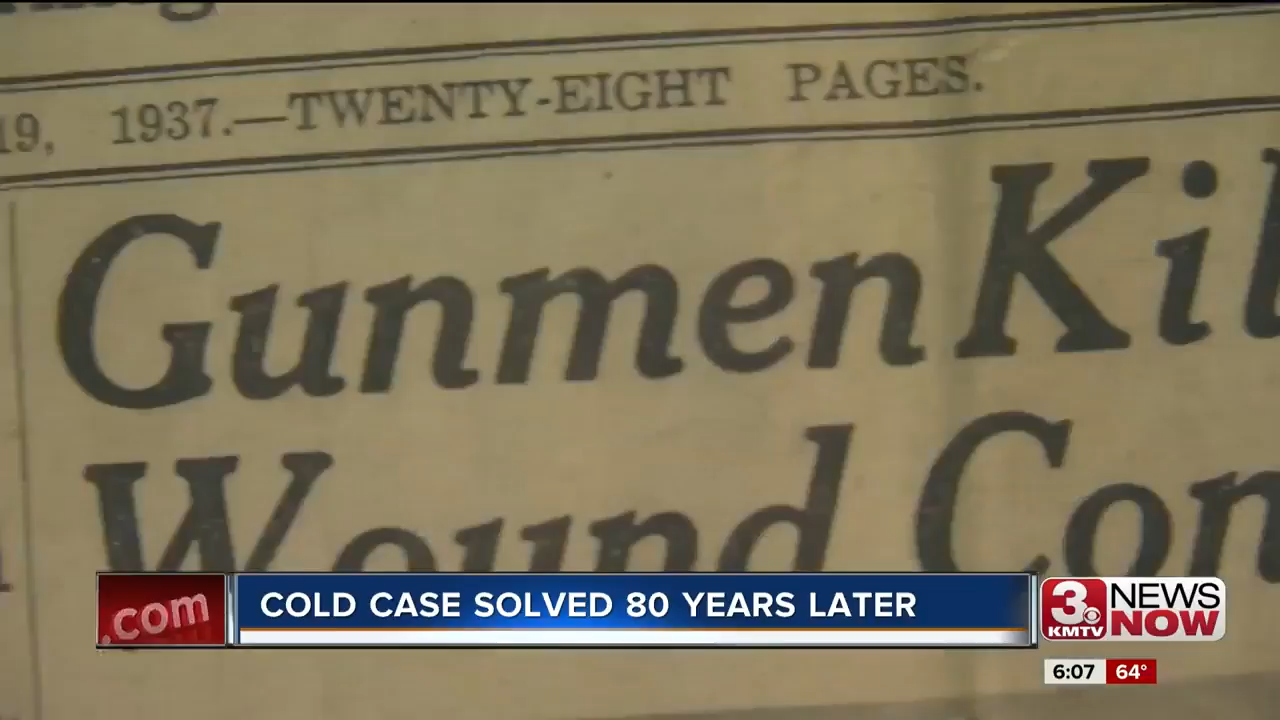 19, 1937.—TWENTY-EIGHT PAGES.
Gunmen
Wound
.com
COLD CASE SOLVED 80 YEARS LATER
3 KMTV NEWS NOW
6:07 64°